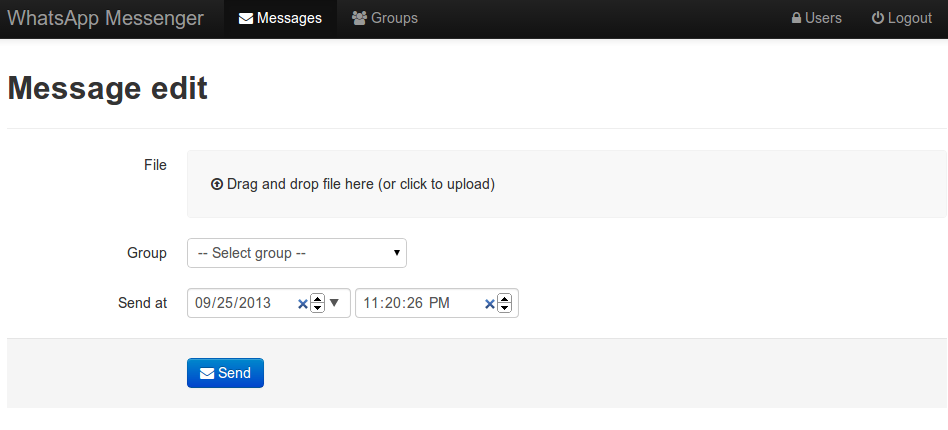 WhatsApp Messenger Messages Groups Users Logout
Message edit
File Drag and drop file here (or click to upload)
Group -- Select group --
Send at 09/25/2013 11:20:26 PM
Send